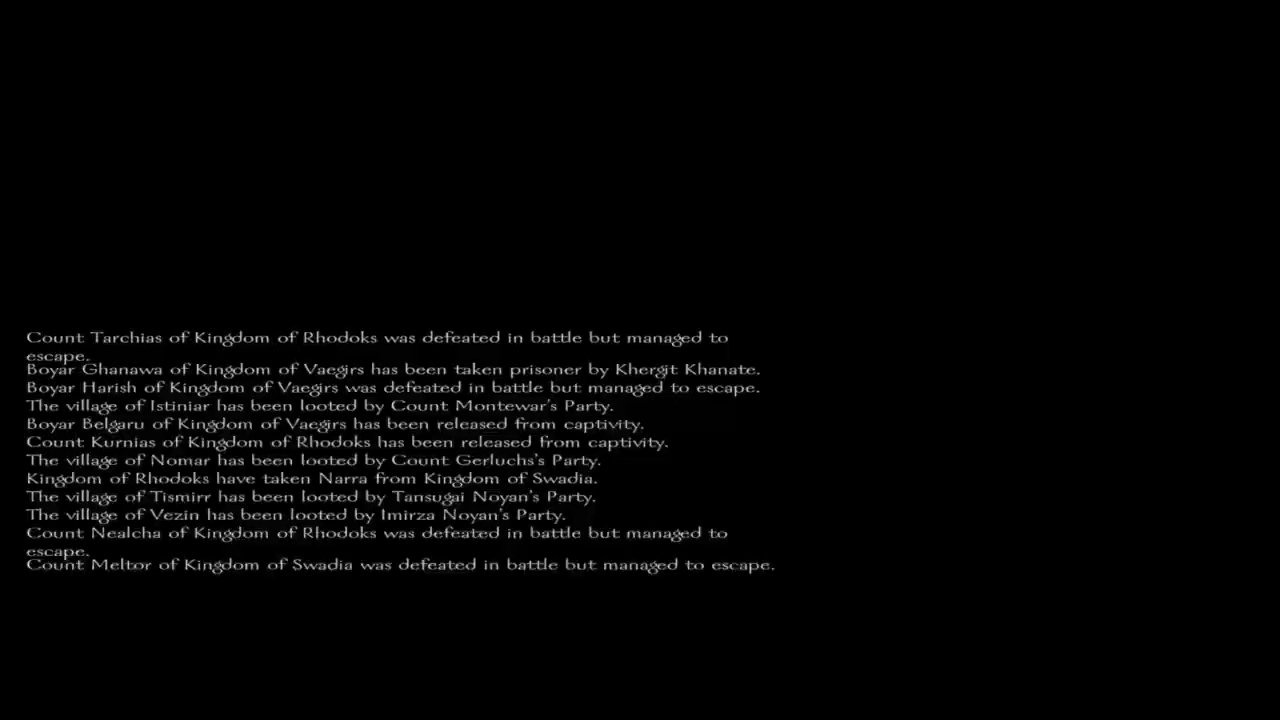 Count Tarchias of Kingdom of Rhodoks was defeated in battle but managed to
escape.
Boyar Ghanawa of Kingdom of Vaegirs has been taken prisoner by Khergit Khanate.
Boyar Harish of Kingdom of Vaegirs was defeated in battle but managed to escape.
The village of Istiniar has been looted by Count Montewar's Party.
Boyar Belgaru of Kingdom of Vaegirs has been released from captivity.
Count Kurnias of Kingdom of Rhodoks has been released from captivity.
The village of Nomar has been looted by Count Gerluchs's Party.
Kingdom of Rhodoks have taken Narra from Kingdom of Swadia.
The village of Tismirr has been looted by Tansugai Noyan's Party.
The village of Vezin has been looted by Imirza Noyan's Party.
Count Nealcha of Kingdom of Rhodoks was defeated in battle but managed to
escape.
Count Meltor of Kingdom of Swadia was defeated in battle but managed to escape.